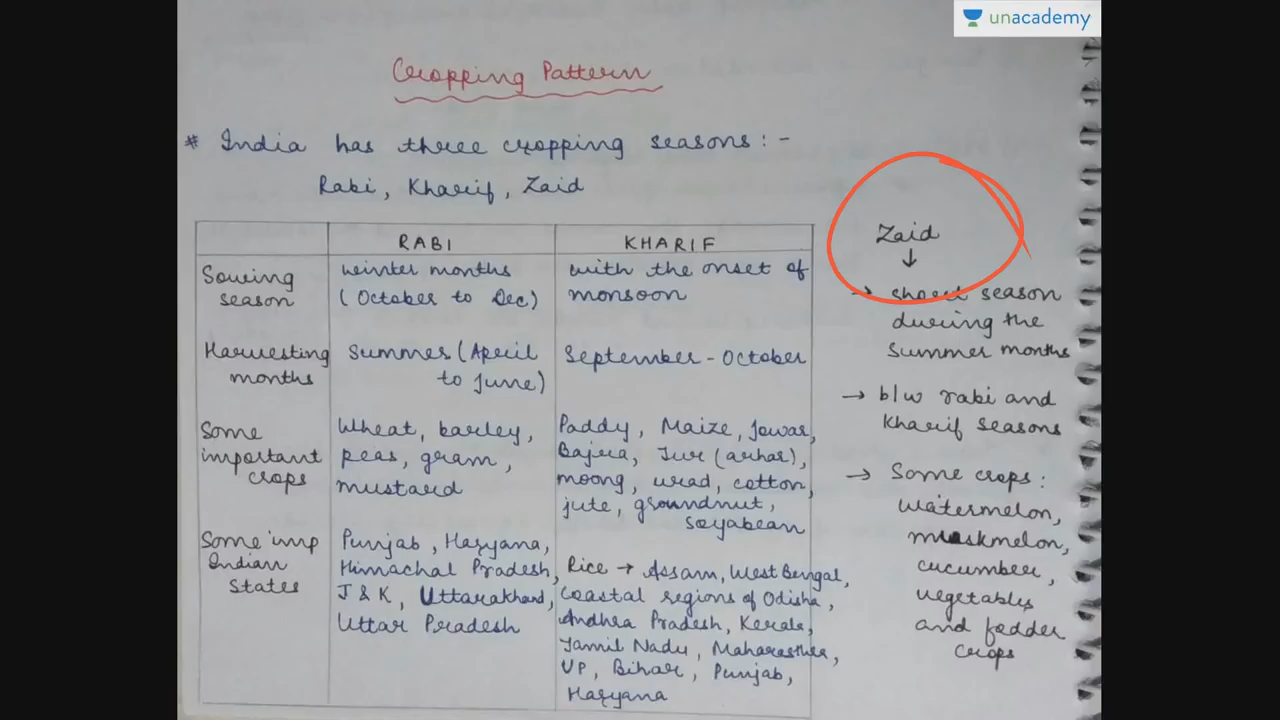 unacademy
Cropping Pattern
* India has three cropping seasons :-
Rabi, Kharif, Zaid
RABI
KHARIF
Sowing
season
winter months
(October to Dec)
with the onset of
monsoon
Harvesting
months
Summer (April
to June)
September - October
Some
important
crops
Wheat, barley,
peas, gram,
mustard
Paddy, Maize, Jowar,
Bajra, Tur (arhar),
moong, urad, cotton,
jute, groundnut,
soyabean
Some imp
Indian
states
Punjab, Haryana,
Himachal Pradesh,
J & K, Uttarakhand,
Uttar Pradesh
Rice → Assam, West Bengal,
coastal regions of Odisha,
Andhra Pradesh, Kerala,
Tamil Nadu, Maharasthra,
UP, Bihar, Punjab,
Haryana
Zaid
↓
→ short season
during the
summer months
→ b/w rabi and
kharif seasons
→ Some crops :
watermelon,
muskmelon,
cucumber,
vegetables
and fodder
crops